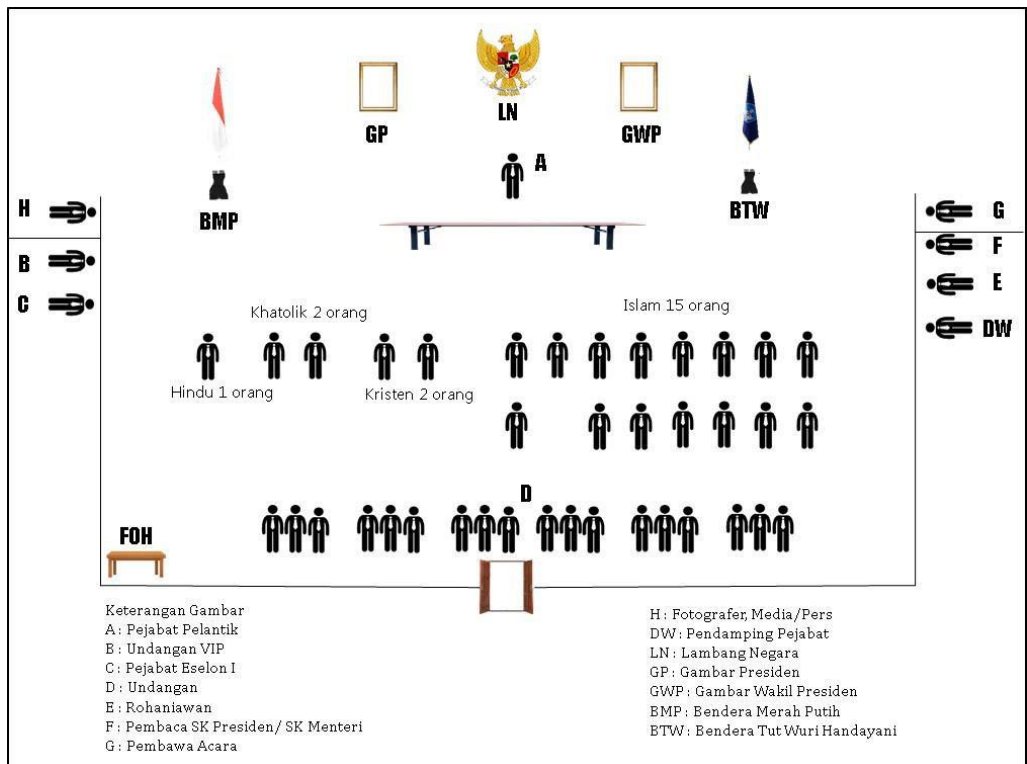 LN
GP
GWP
A
BMP
BTW
H
G
B
F
C
E
DW
Khatolik 2 orang
Islam 15 orang
Hindu 1 orang
Kristen 2 orang
D
FOH
Keterangan Gambar
A : Pejabat Pelantik
B : Undangan VIP
C : Pejabat Eselon I
D : Undangan
E : Rohaniawan
F : Pembaca SK Presiden/ SK Menteri
G : Pembawa Acara
H : Fotografer, Media/Pers
DW : Pendamping Pejabat
LN : Lambang Negara
GP : Gambar Presiden
GWP : Gambar Wakil Presiden
BMP : Bendera Merah Putih
BTW : Bendera Tut Wuri Handayani